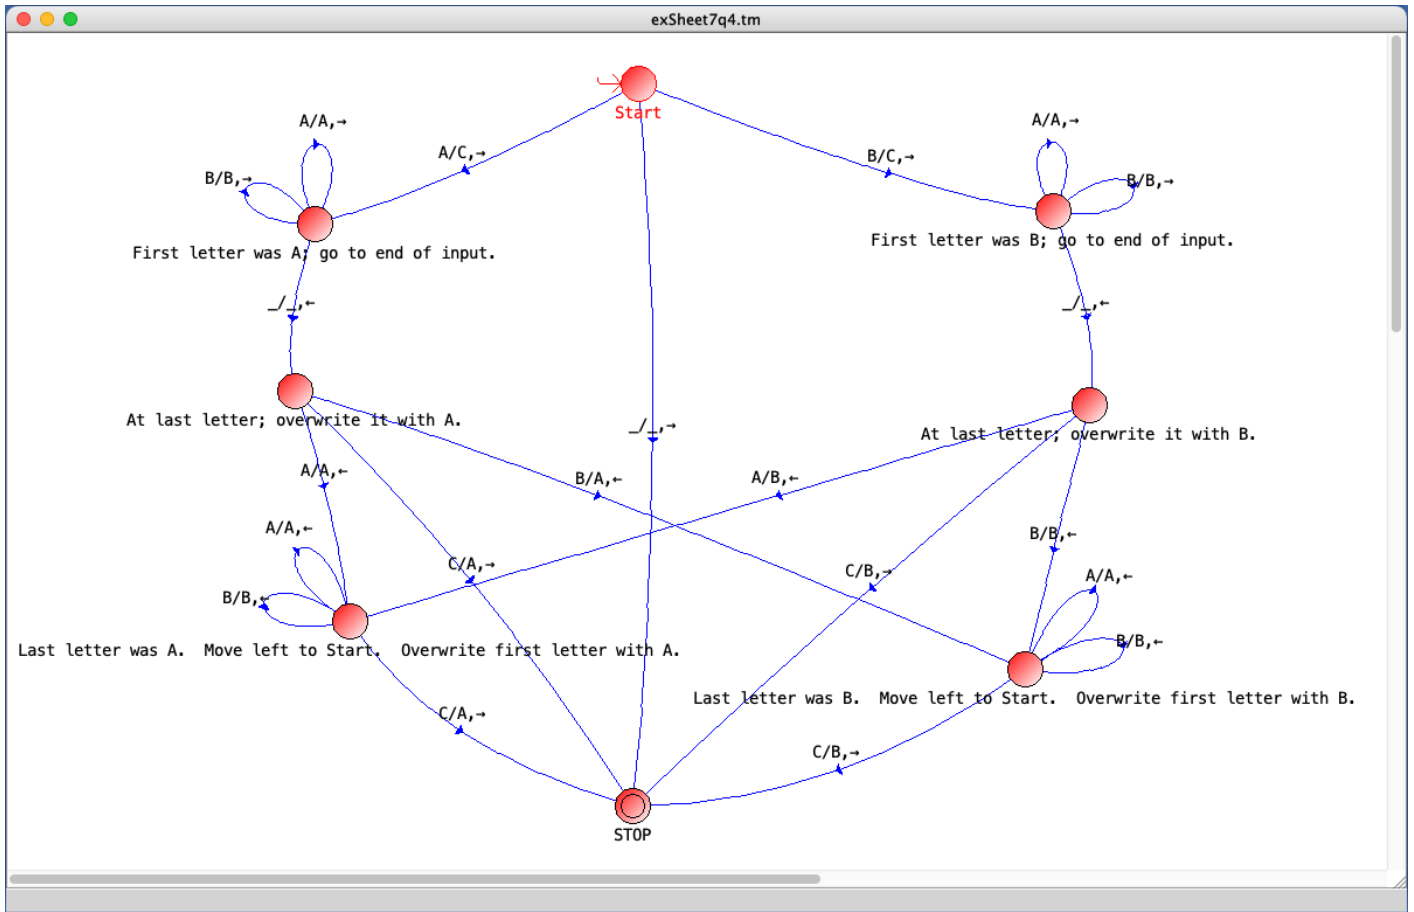 exSheet7q4.tm
Start
A/A,→
A/A,→
A/C,→
B/C,→
B/B,→
B/B,→
First letter was A; go to end of input.
First letter was B; go to end of input.
_/_,←
_/_,←
At last letter; overwrite it with A.
_/_,→
At last letter; overwrite it with B.
A/A,←
B/A,←
A/B,←
A/A,←
B/B,←
C/A,→
C/B,→
A/A,←
B/B,←
B/B,←
Last letter was A.  Move left to Start.  Overwrite first letter with A.
Last letter was B.  Move left to Start.  Overwrite first letter with B.
C/A,→
C/B,→
STOP